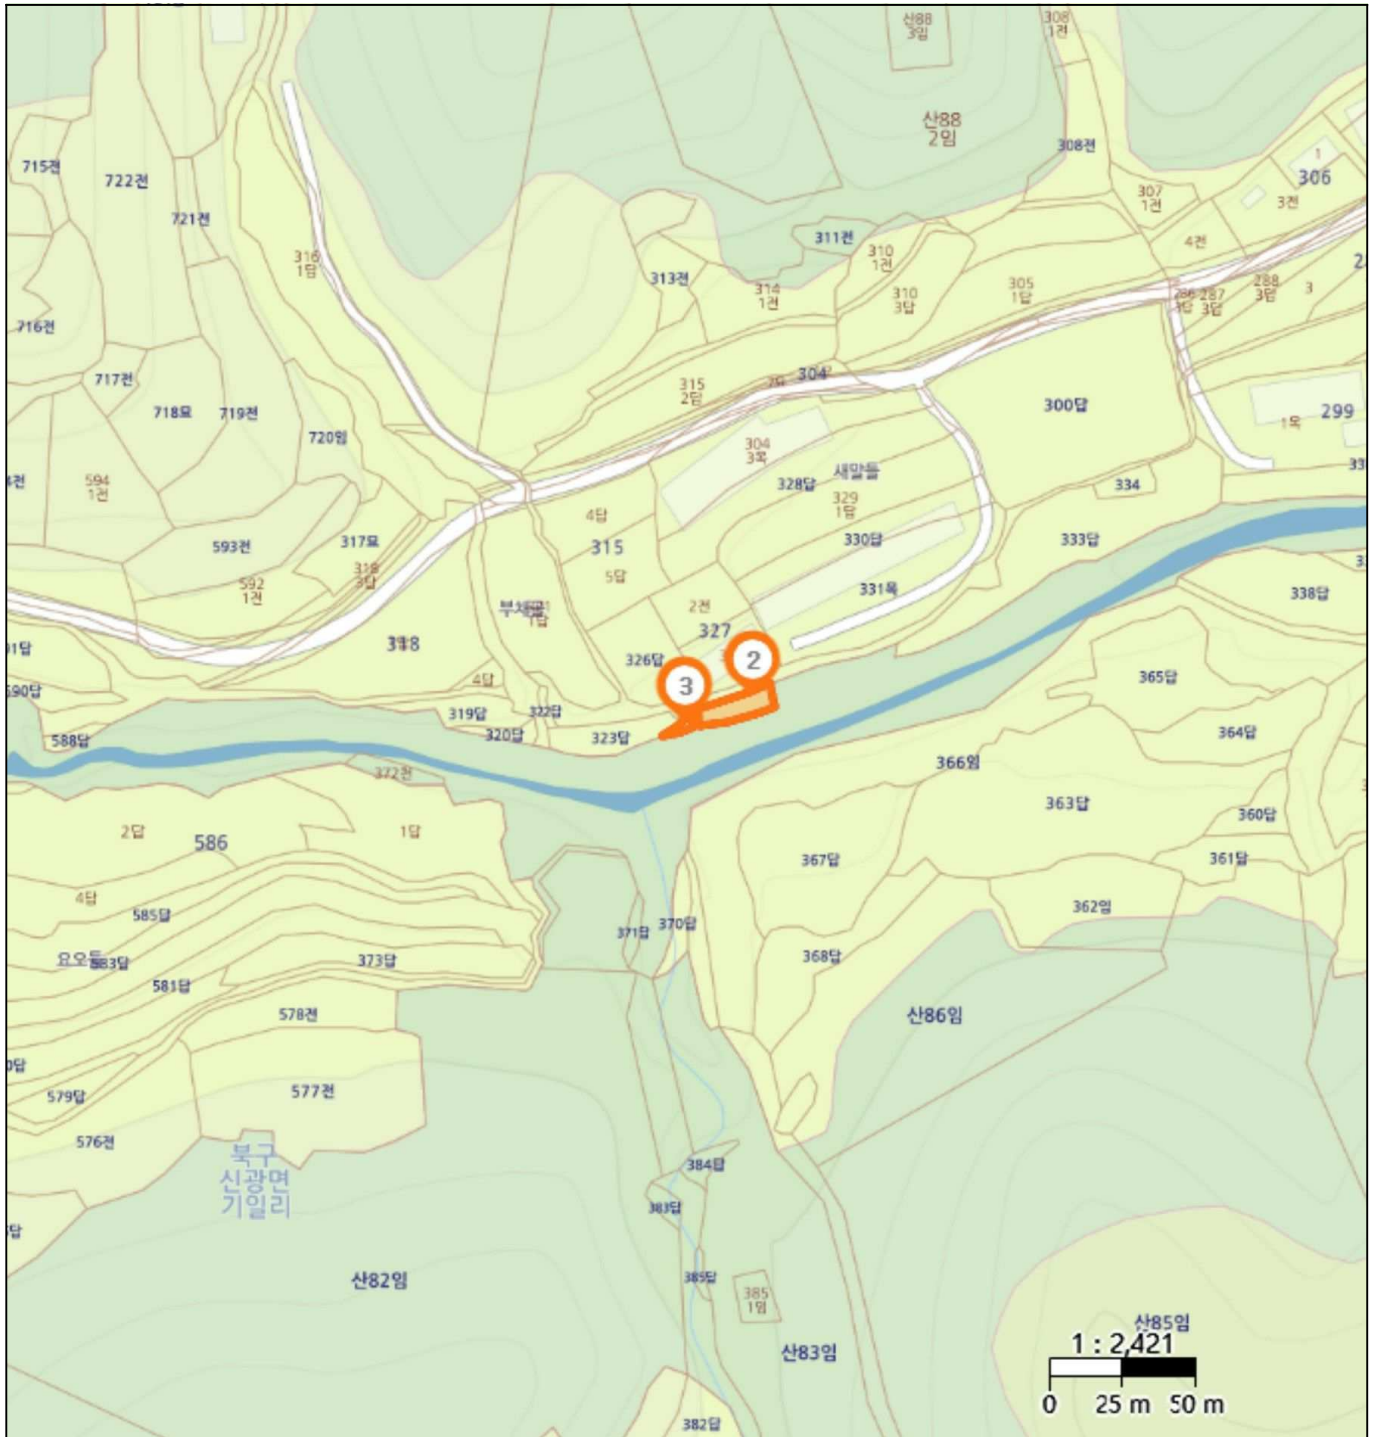 산88
3임
308
1전
산88
2임
308전
1
306
3전
715전
722전
721전
307
1전
4전
311전
310
1전
316
1답
313전
314
1전
310
3답
305
1답
287
3답
288
3답
3
716전
717전
718묘
719전
720임
315
2답
304
300답
299
1목
304
3목
새말들
328답
329
1답
334
594
1전
4답
315
5답
330답
333답
593전
317묘
318
3답
592
1전
331목
338답
2전
327
318
326답
2
3
365답
4답
319답
322답
320답
323답
588답
364답
366임
372천
363답
360답
2답
586
1답
361답
367답
4답
585답
362임
371답
370답
373답
368답
581답
578전
산86임
577전
579답
576전
북구
신광면
기일리
384답
383답
산82임
385답
385
1임
산85임
산83임
1 : 2,421
0 25 m 50 m
382답